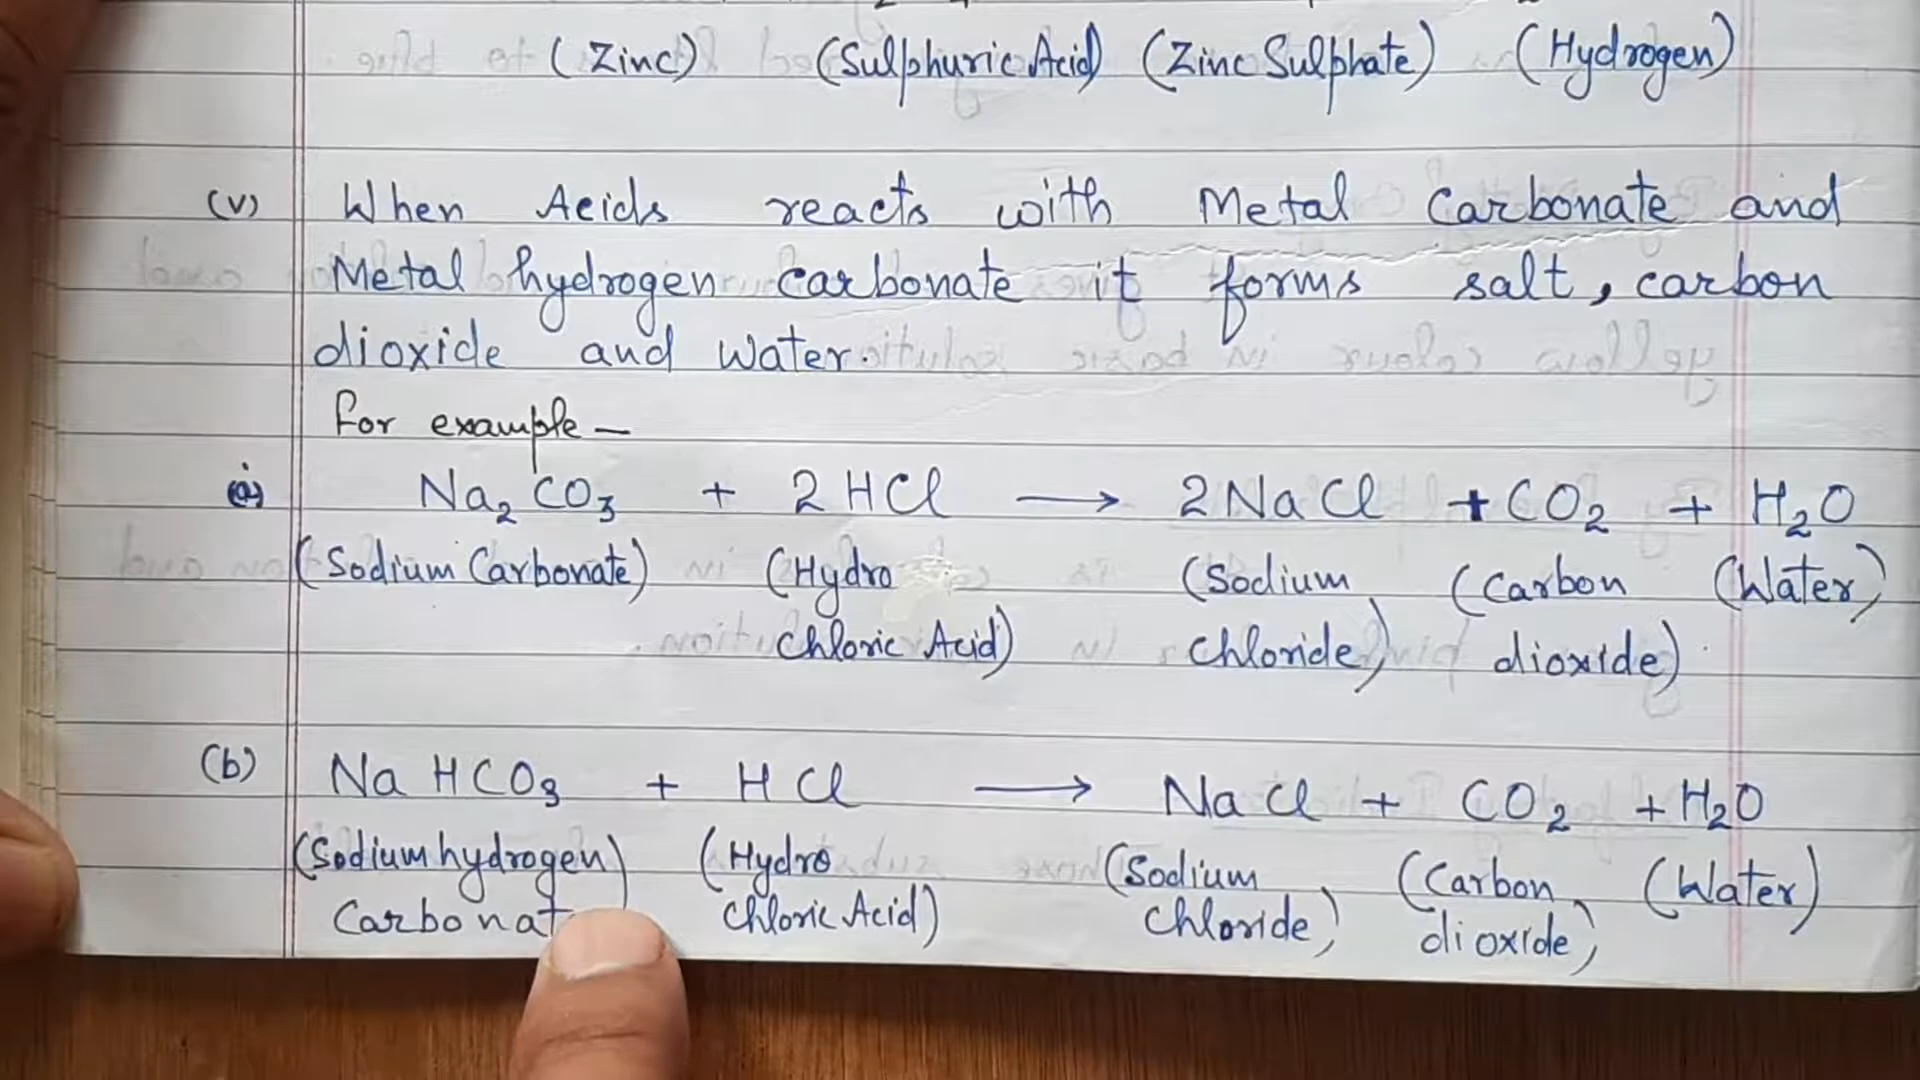 (Zinc) (Sulphuric Acid) (Zinc Sulphate) (Hydrogen)
(v) When Acids reacts with Metal Carbonate and
Metal hydrogen carbonate it forms salt, carbon
dioxide and water.
For example —
(a) Na₂CO₃ + 2HCl ⟶ 2NaCl + CO₂ + H₂O
(Sodium Carbonate) (Hydro (Sodium (Carbon (Water)
Chloric Acid) Chloride) dioxide)
(b) NaHCO₃ + HCl ⟶ NaCl + CO₂ + H₂O
(Sodium hydrogen) (Hydro (Sodium (Carbon (Water)
Carbonat Chloric Acid) Chloride) dioxide)